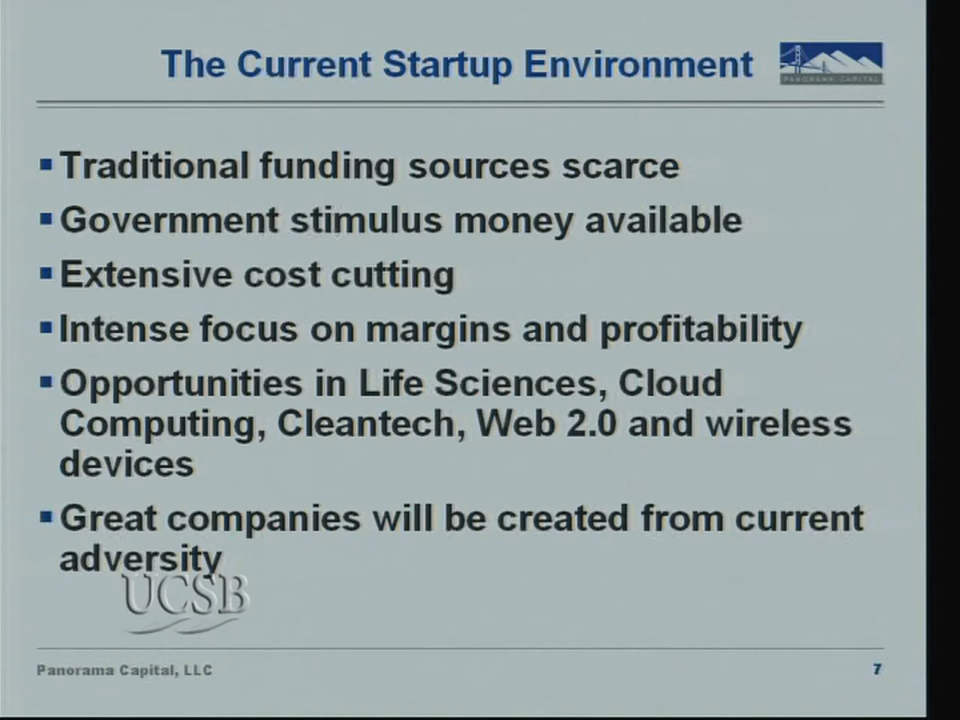 The Current Startup Environment
PANORAMA CAPITAL
▪ Traditional funding sources scarce
▪ Government stimulus money available
▪ Extensive cost cutting
▪ Intense focus on margins and profitability
▪ Opportunities in Life Sciences, Cloud
Computing, Cleantech, Web 2.0 and wireless
devices
▪ Great companies will be created from current
adversity
UCSB
Panorama Capital, LLC
7